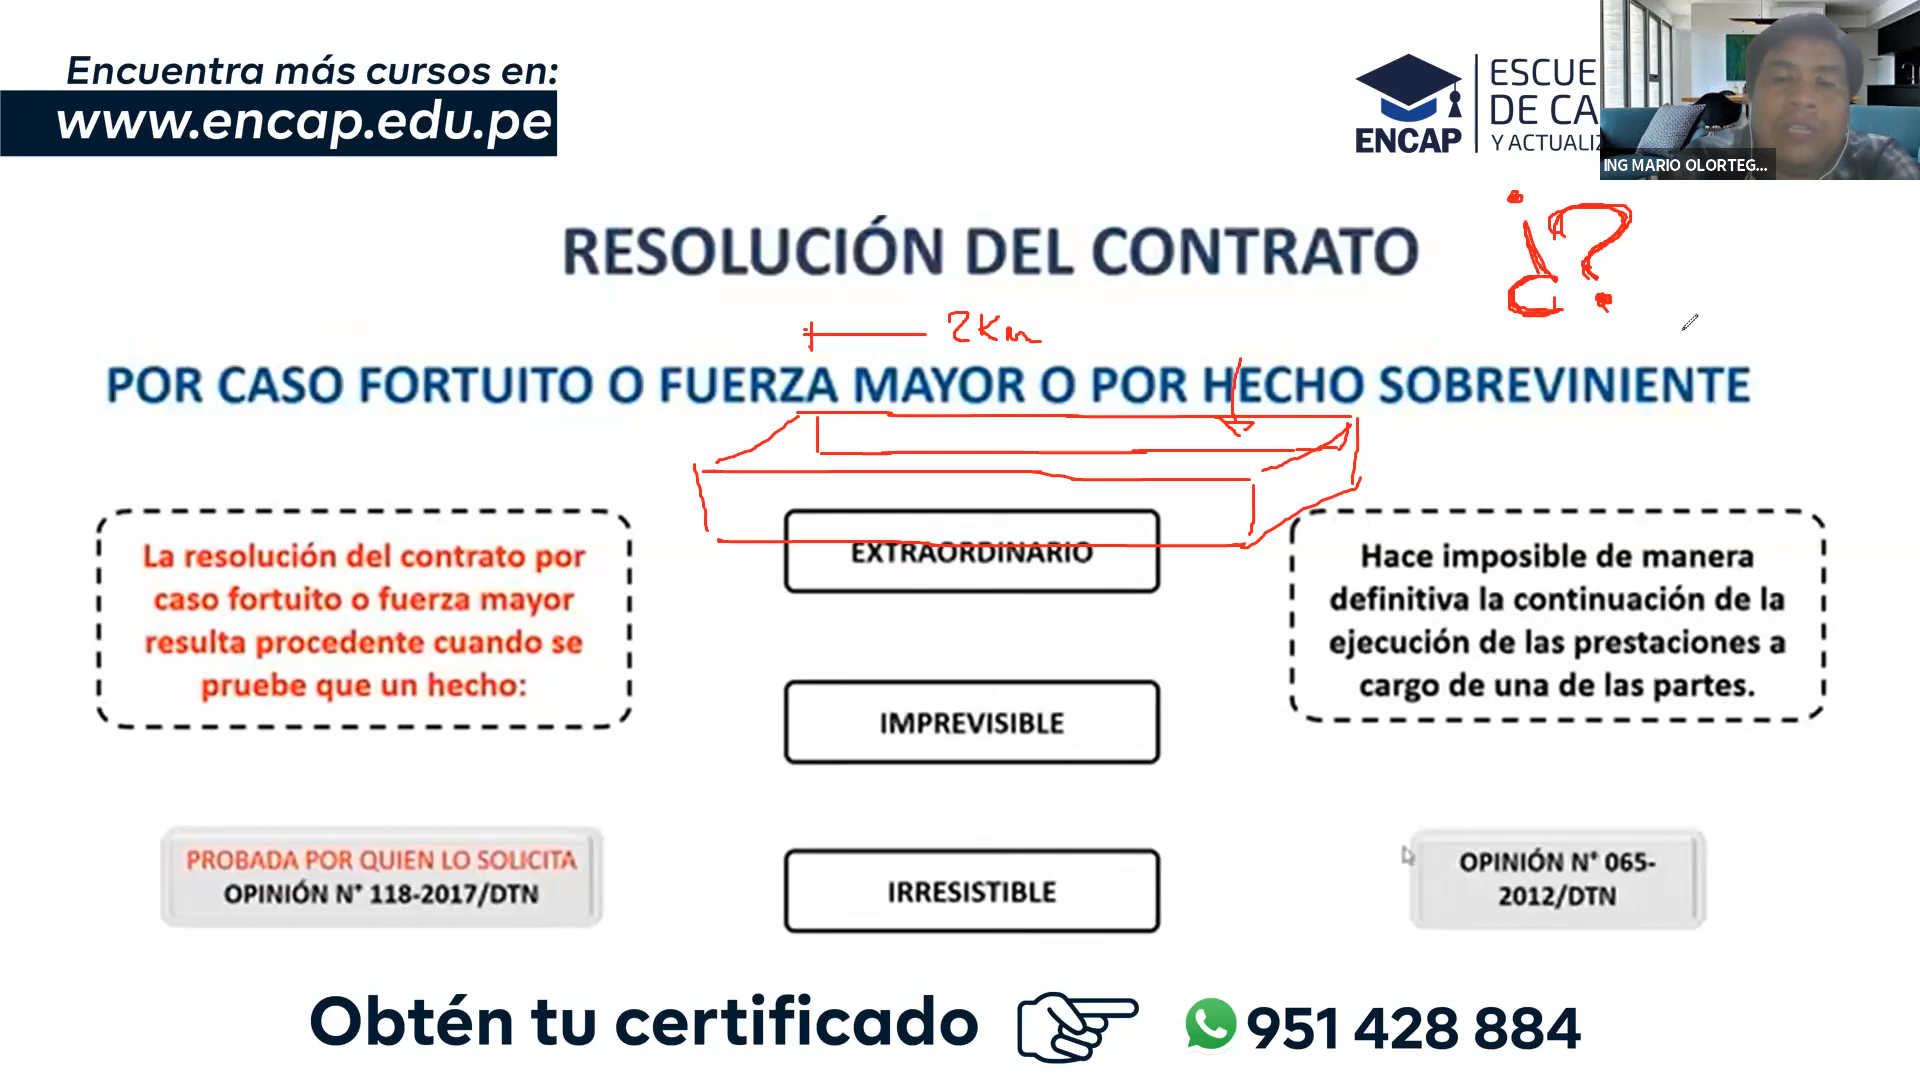 Encuentra más cursos en:
www.encap.edu.pe
ENCAP
ESCUE
DE CA
Y ACTUALIZ
ING MARIO OLORTEG...
¿?
RESOLUCIÓN DEL CONTRATO
2Km
POR CASO FORTUITO O FUERZA MAYOR O POR HECHO SOBREVINIENTE
La resolución del contrato por
caso fortuito o fuerza mayor
resulta procedente cuando se
pruebe que un hecho:
EXTRAORDINARIO
IMPREVISIBLE
IRRESISTIBLE
Hace imposible de manera
definitiva la continuación de la
ejecución de las prestaciones a
cargo de una de las partes.
PROBADA POR QUIEN LO SOLICITA
OPINIÓN N° 118-2017/DTN
OPINIÓN N° 065-
2012/DTN
Obtén tu certificado
951 428 884